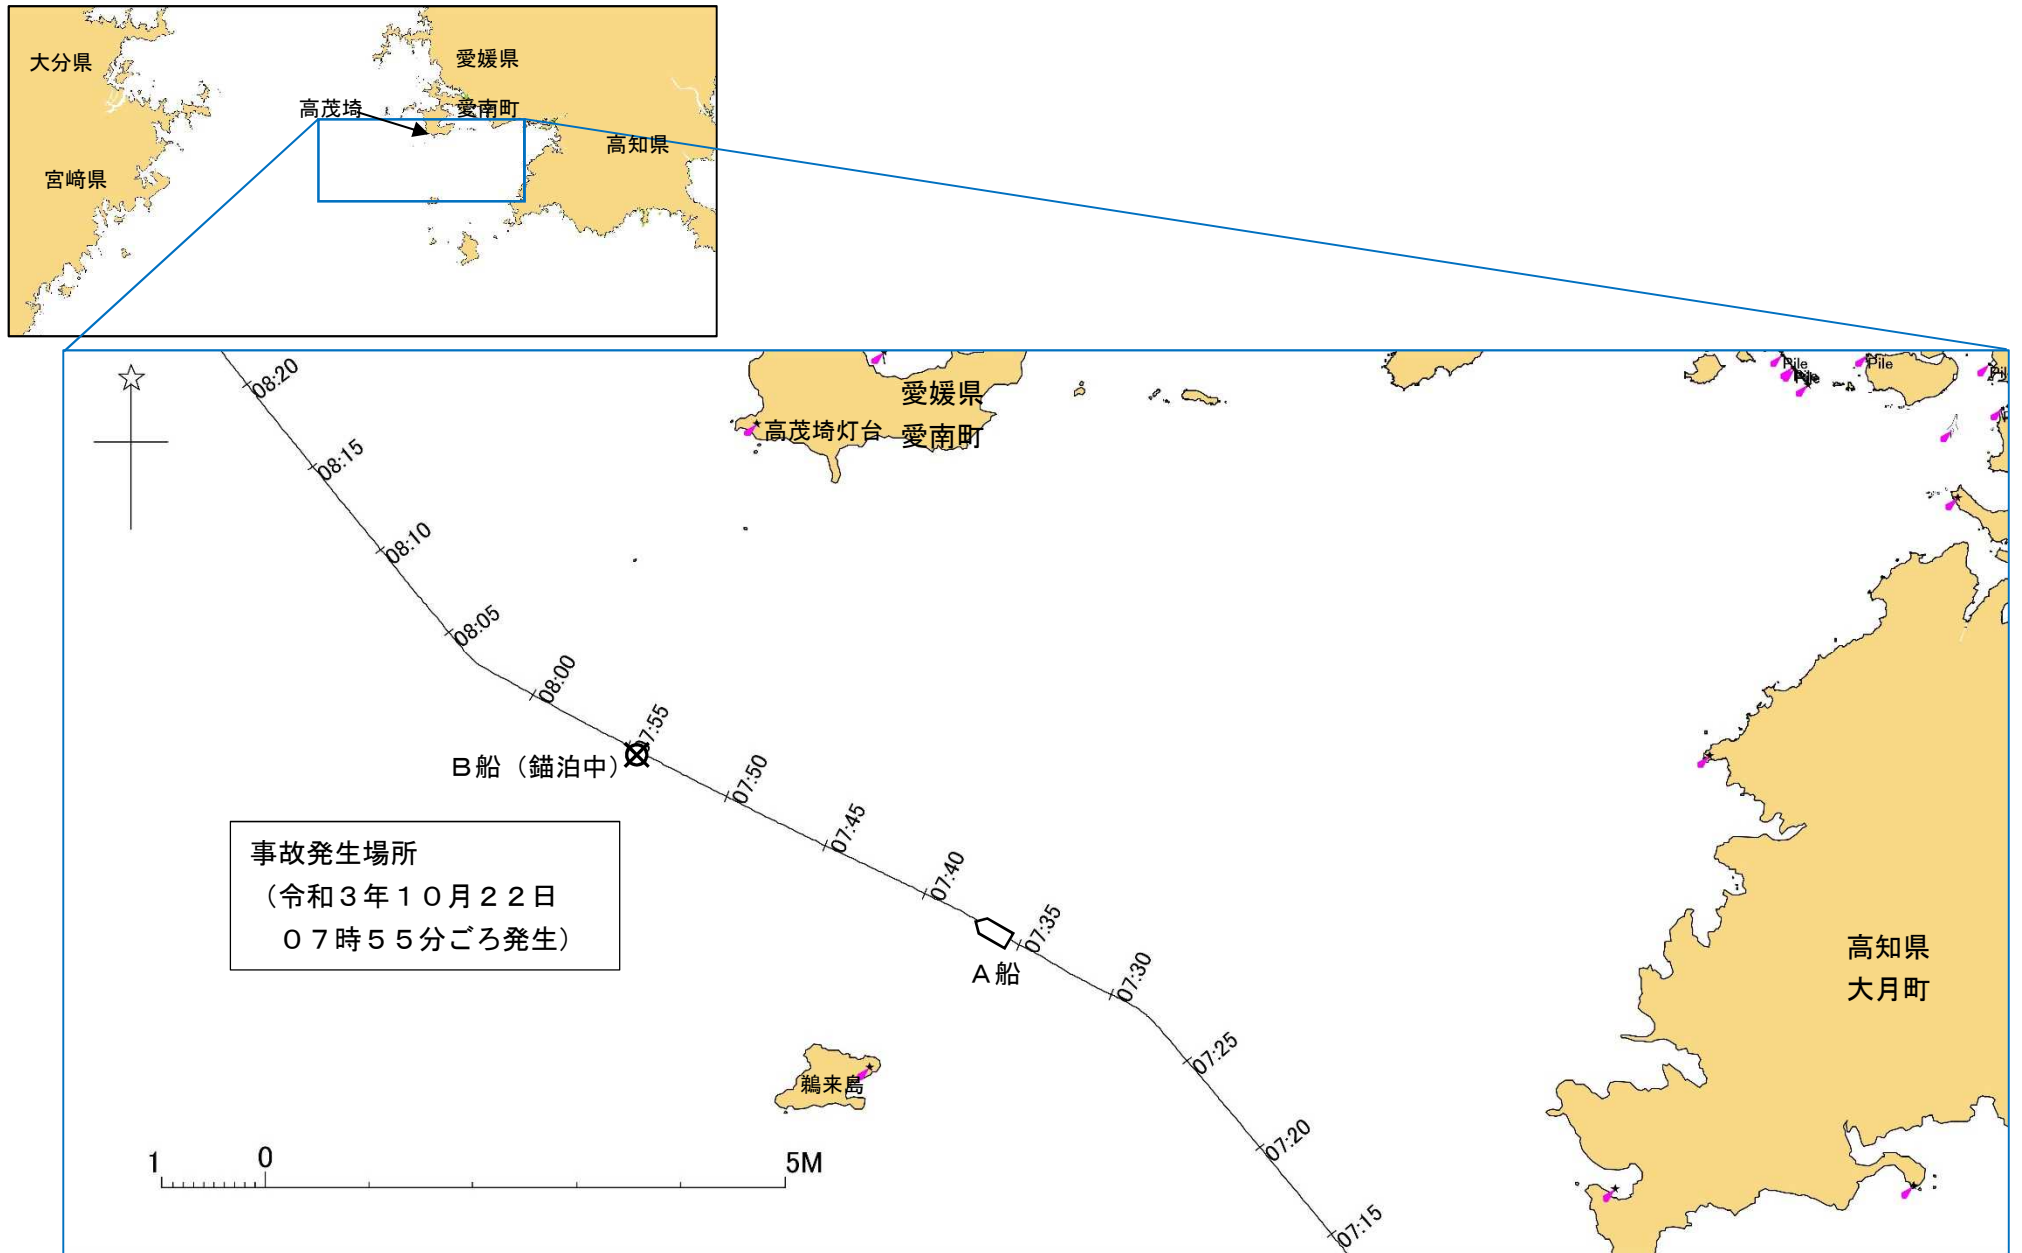 大分県
愛媛県
高茂埼
愛南町
高知県
宮﨑県
08:20
Pile
Pile
Pile
愛媛県
高茂埼灯台
愛南町
08:15
08:10
08:05
08:00
07:55
B船（錨泊中）
07:50
07:45
事故発生場所
（令和３年１０月２２日
０７時５５分ごろ発生）
07:40
07:35
A船
07:30
高知県
大月町
07:25
鵜来島
07:20
1 0 5M
07:15